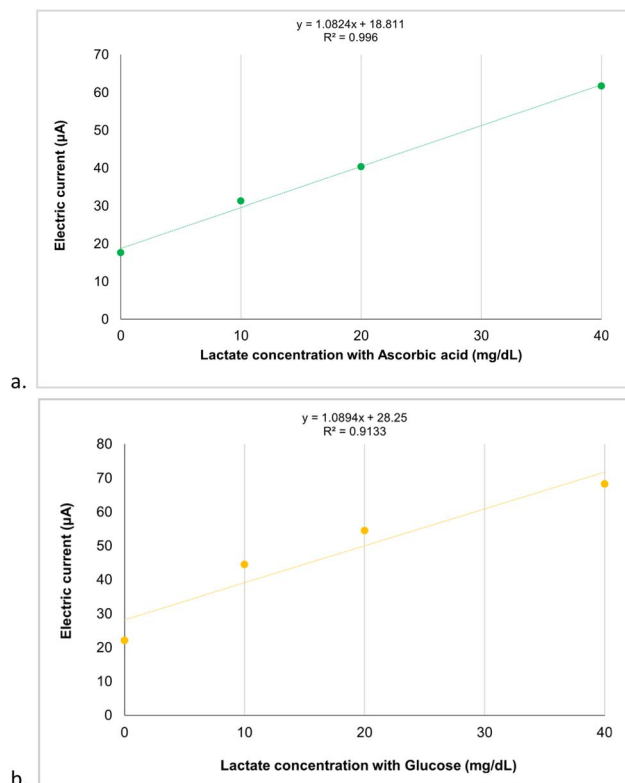 y = 1.0824x + 18.811
R² = 0.996
70
60
50
40
30
20
10
0
Electric current (µA)
0 10 20 30 40
Lactate concentration with Ascorbic acid (mg/dL)
a.
y = 1.0894x + 28.25
R² = 0.9133
80
70
60
50
40
30
20
10
0
Electric current (µA)
0 10 20 30 40
Lactate concentration with Glucose (mg/dL)
b